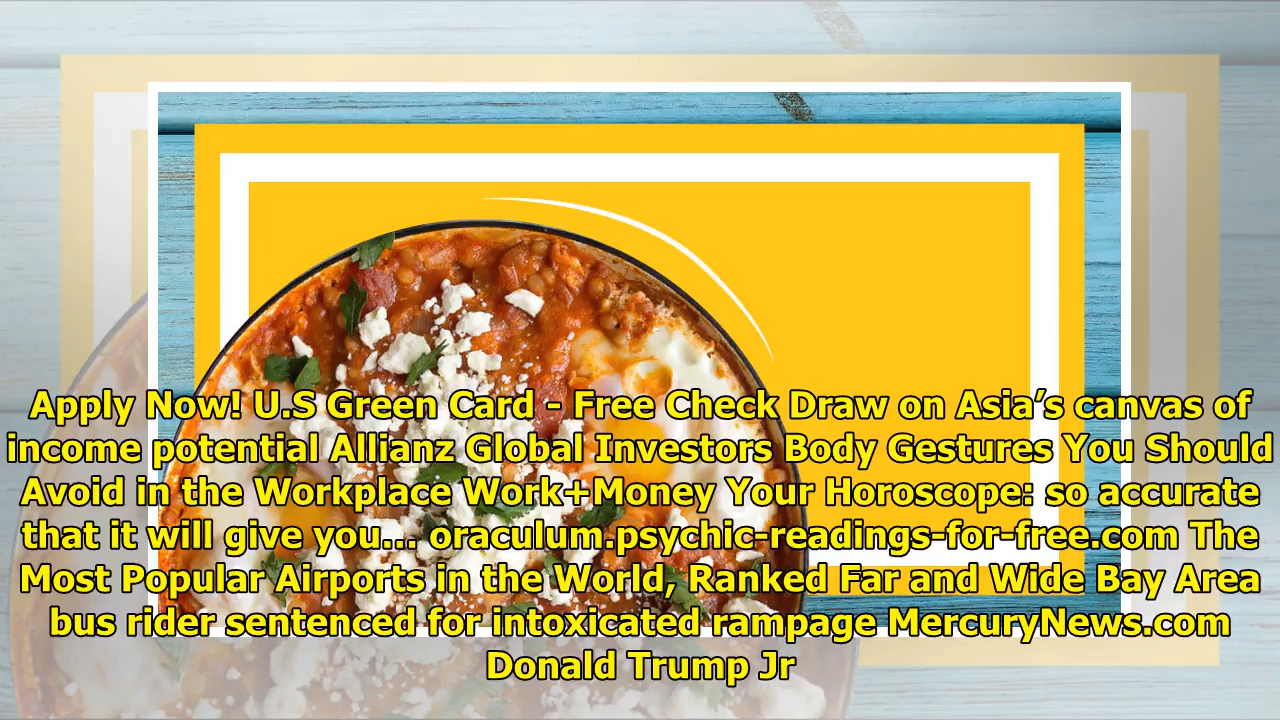 Apply Now! U.S Green Card - Free Check Draw on Asia’s canvas of
income potential Allianz Global Investors Body Gestures You Should
Avoid in the Workplace Work+Money Your Horoscope: so accurate
that it will give you... oraculum.psychic-readings-for-free.com The
Most Popular Airports in the World, Ranked Far and Wide Bay Area
bus rider sentenced for intoxicated rampage MercuryNews.com
Donald Trump Jr